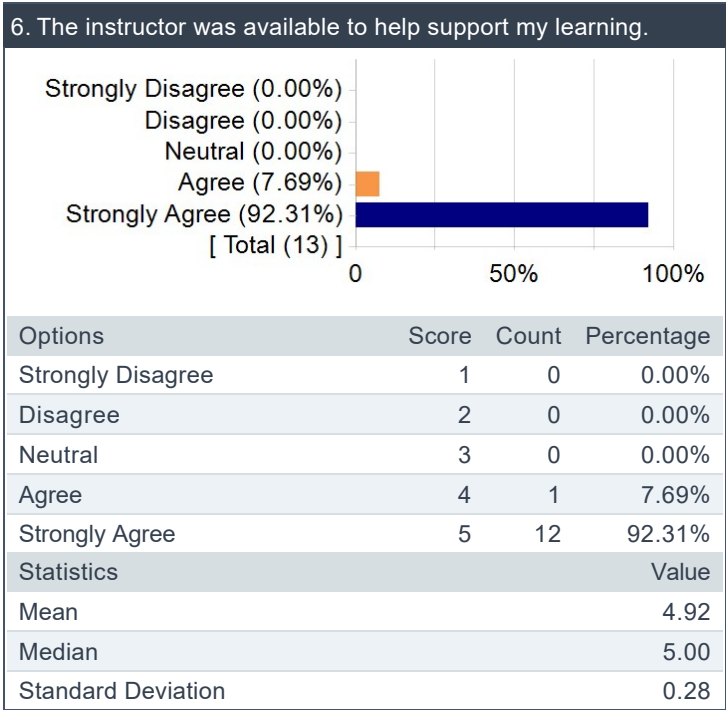 6. The instructor was available to help support my learning.
Strongly Disagree (0.00%)
Disagree (0.00%)
Neutral (0.00%)
Agree (7.69%)
Strongly Agree (92.31%)
[ Total (13) ]
0 50% 100%
Options Score Count Percentage
Strongly Disagree 1 0 0.00%
Disagree 2 0 0.00%
Neutral 3 0 0.00%
Agree 4 1 7.69%
Strongly Agree 5 12 92.31%
Statistics Value
Mean 4.92
Median 5.00
Standard Deviation 0.28